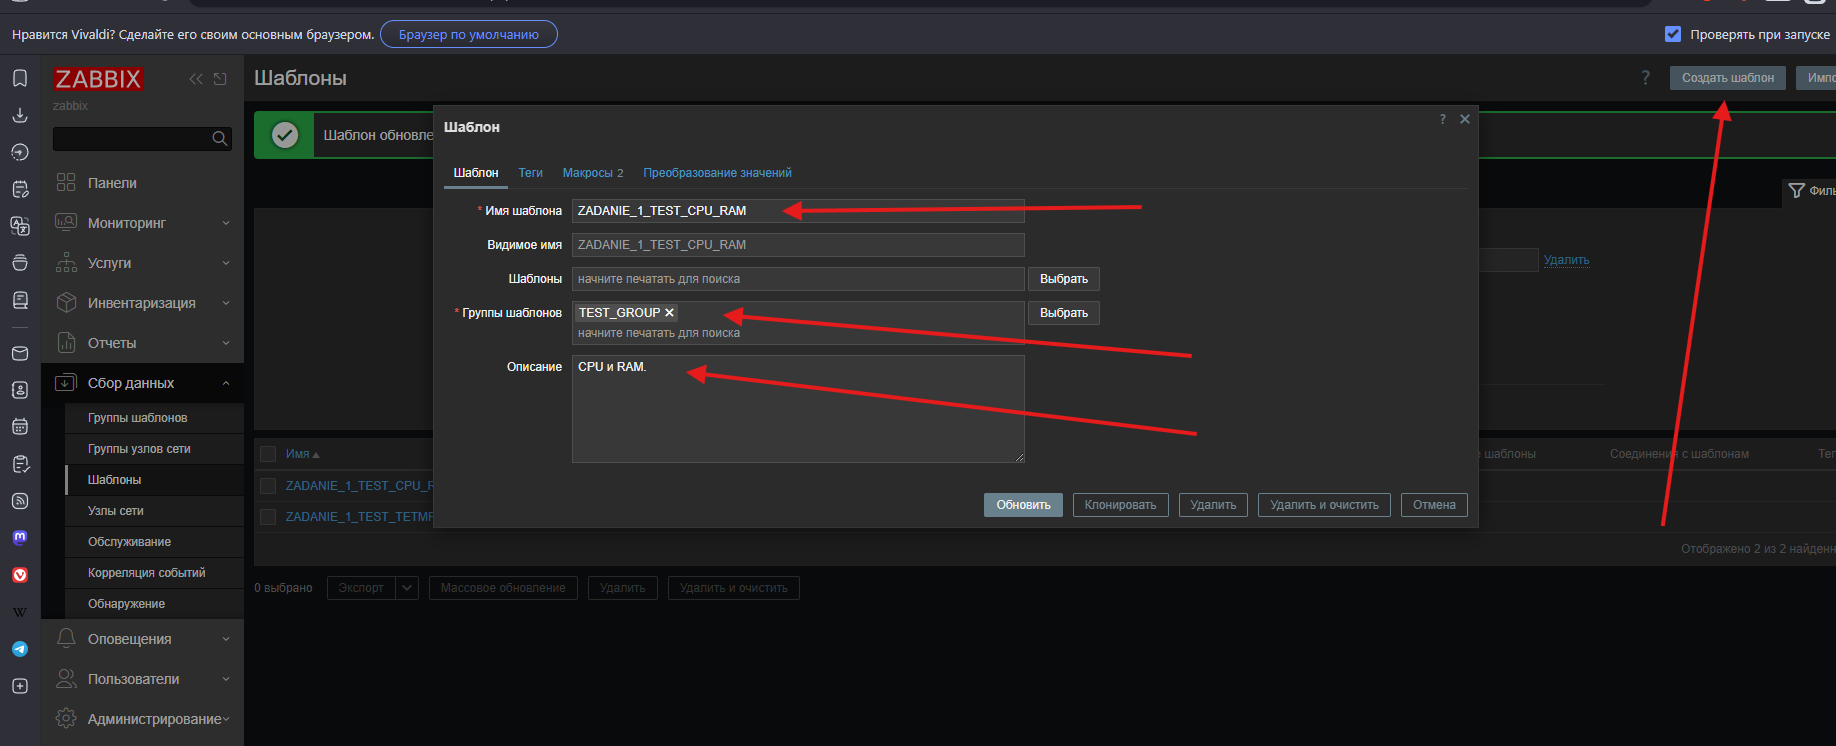 Нравится Vivaldi? Сделайте его своим основным браузером. Браузер по умолчанию
Проверять при запуске
ZABBIX
zabbix
Панели
Мониторинг
Услуги
Инвентаризация
Отчеты
Сбор данных
Группы шаблонов
Группы узлов сети
Шаблоны
Узлы сети
Обслуживание
Корреляция событий
Обнаружение
Оповещения
Пользователи
Администрирование
Шаблоны
? Создать шаблон Импо
Шаблон обновле
Филь
Удалить
Шаблон
?
Шаблон Теги Макросы 2 Преобразование значений
* Имя шаблона ZADANIE_1_TEST_CPU_RAM
Видимое имя ZADANIE_1_TEST_CPU_RAM
Шаблоны начните печатать для поиска Выбрать
* Группы шаблонов TEST_GROUP Выбрать
начните печатать для поиска
Описание CPU и RAM.
Обновить Клонировать Удалить Удалить и очистить Отмена
Имя е шаблоны Соединения с шаблонам Тег
ZADANIE_1_TEST_CPU_R
ZADANIE_1_TEST_TETMP
Отображено 2 из 2 найденн
0 выбрано Экспорт Массовое обновление Удалить Удалить и очистить